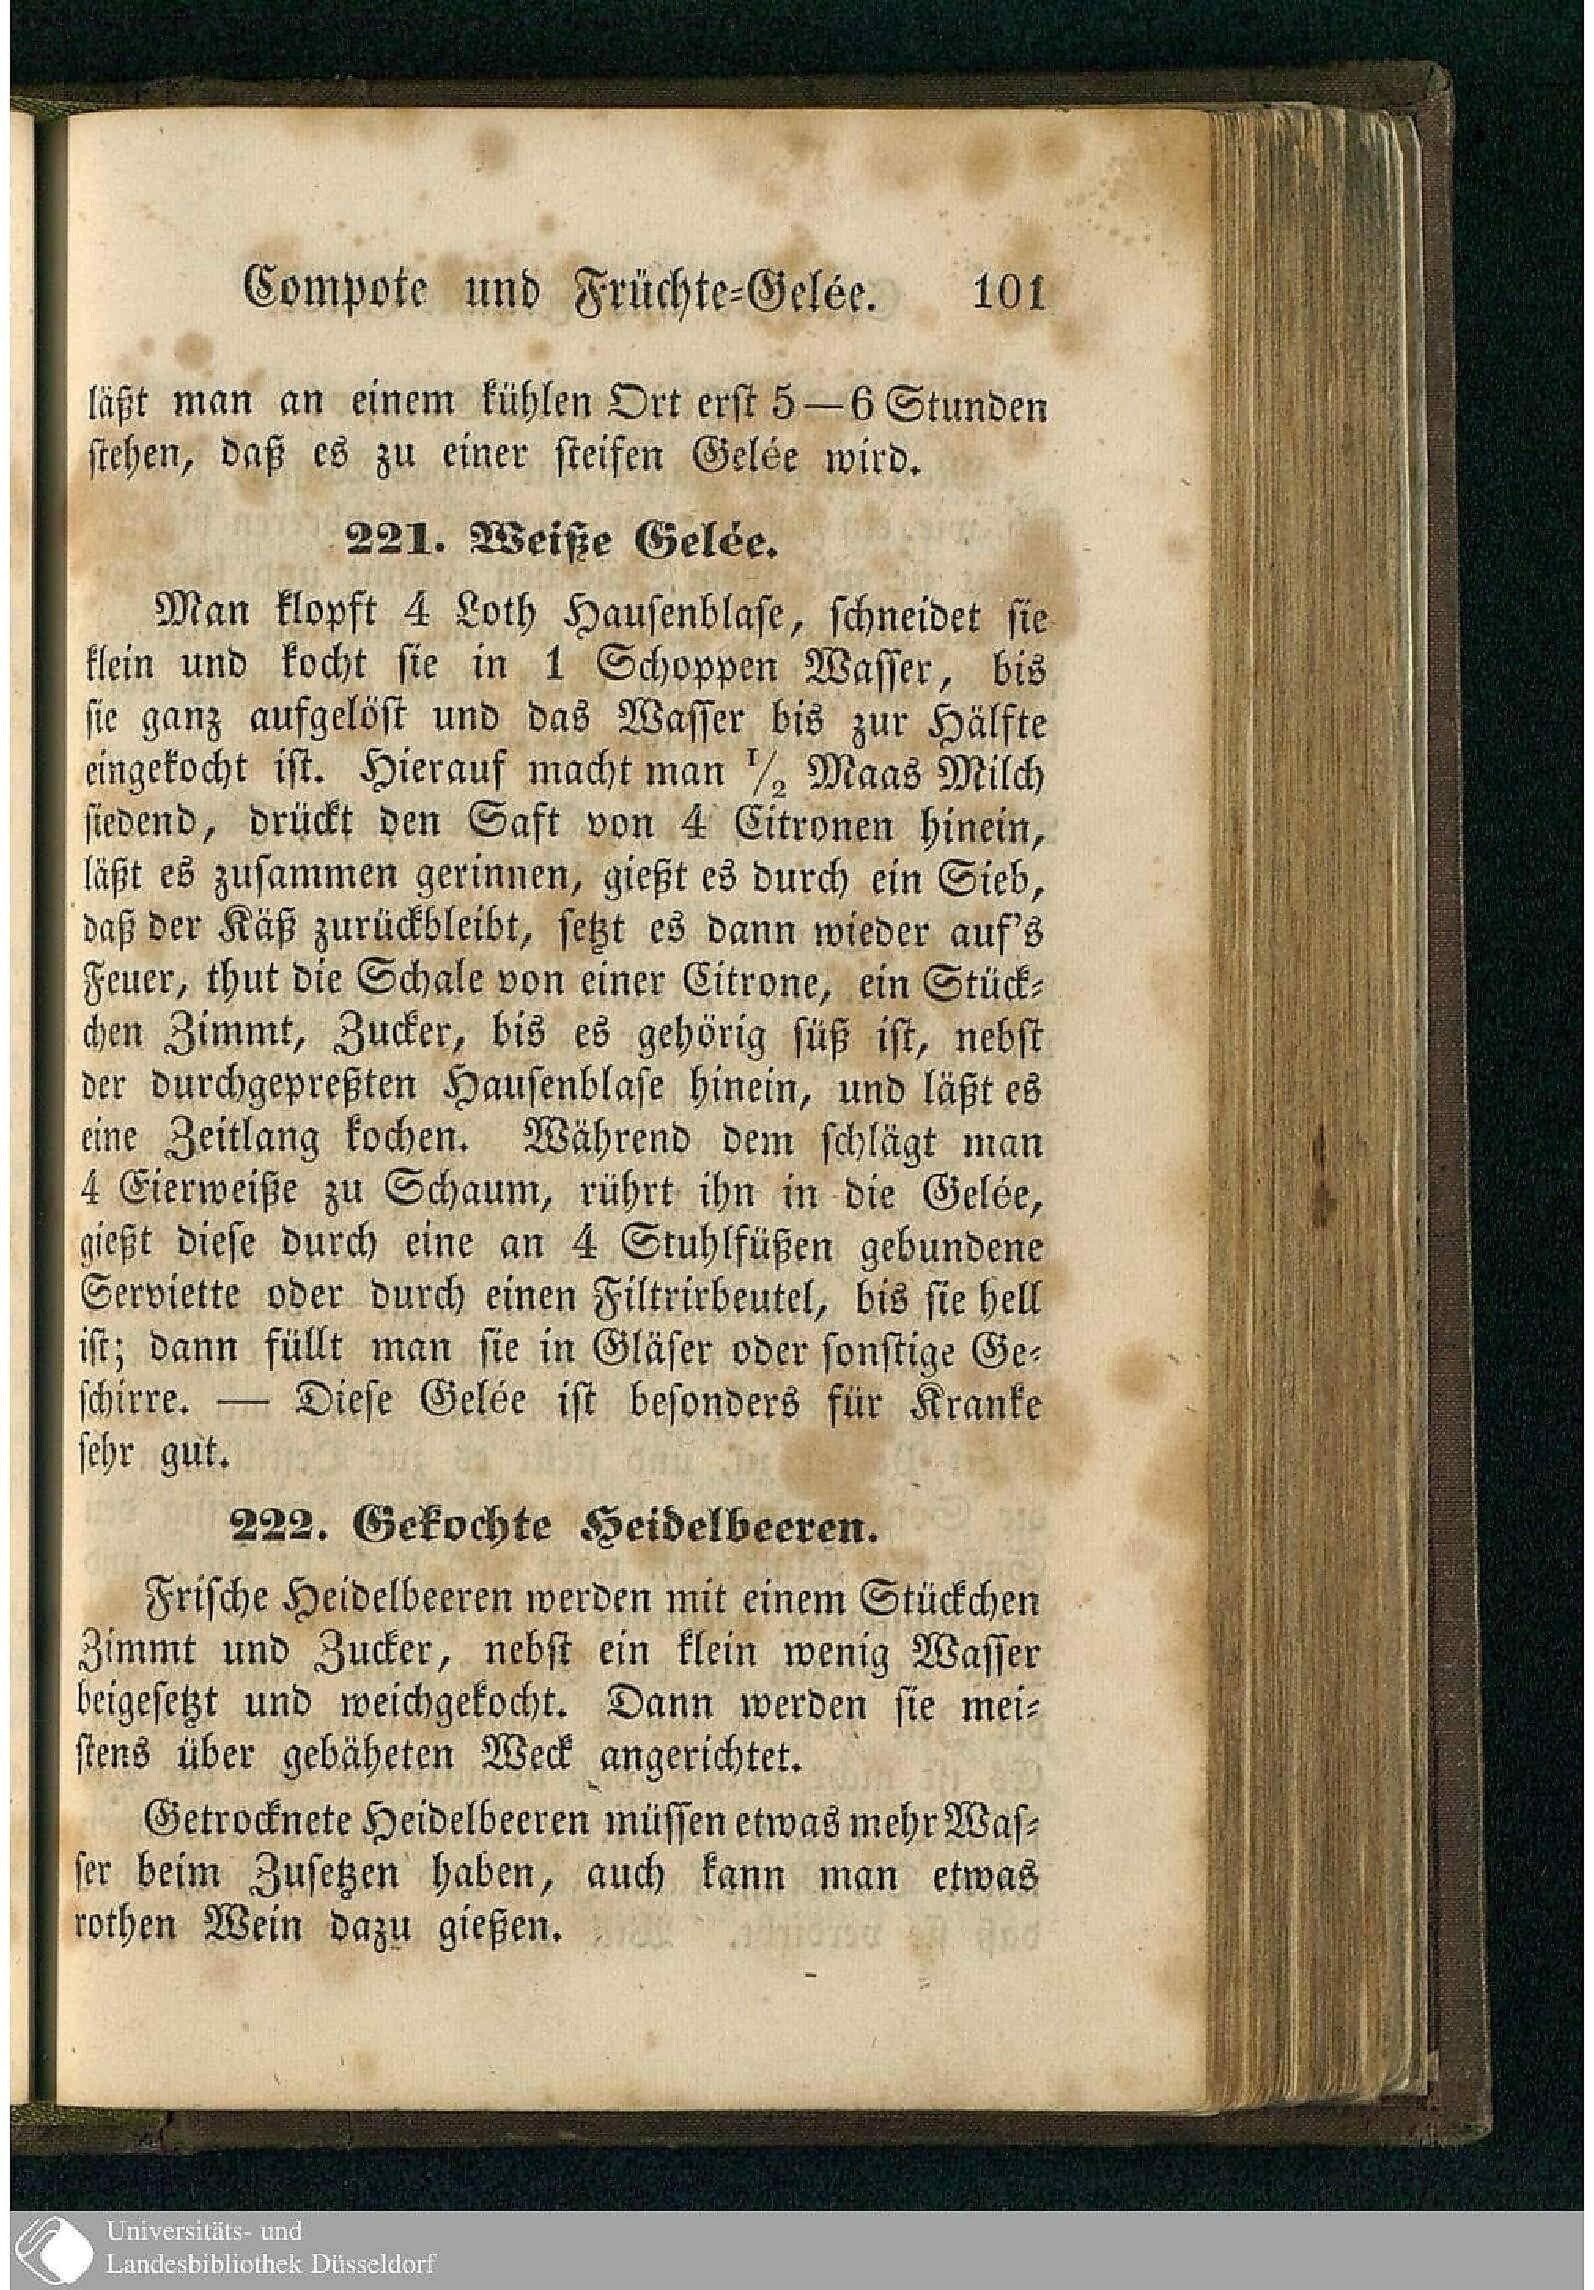 Compote und Früchte-Gelée. 101
läßt man an einem kühlen Ort erst 5—6 Stunden
stehen, daß es zu einer steifen Gelée wird.
221. Weiße Gelée.
Man klopft 4 Loth Hausenblase, schneidet sie
klein und kocht sie in 1 Schoppen Wasser, bis
sie ganz aufgelöst und das Wasser bis zur Hälfte
eingekocht ist. Hierauf macht man 1/2 Maas Milch
siedend, drückt den Saft von 4 Citronen hinein,
läßt es zusammen gerinnen, gießt es durch ein Sieb,
daß der Käß zurückbleibt, setzt es dann wieder auf's
Feuer, thut die Schale von einer Citrone, ein Stück-
chen Zimmt, Zucker, bis es gehörig süß ist, nebst
der durchgepreßten Hausenblase hinein, und läßt es
eine Zeitlang kochen. Während dem schlägt man
4 Eierweiße zu Schaum, rührt ihn in die Gelée,
gießt diese durch eine an 4 Stuhlfüßen gebundene
Serviette oder durch einen Filtrirbeutel, bis sie hell
ist; dann füllt man sie in Gläser oder sonstige Ge-
schirre. — Diese Gelée ist besonders für Kranke
sehr gut.
222. Gekochte Heidelbeeren.
Frische Heidelbeeren werden mit einem Stückchen
Zimmt und Zucker, nebst ein klein wenig Wasser
beigesetzt und weichgekocht. Dann werden sie mei-
stens über gebäheten Weck angerichtet.
Getrocknete Heidelbeeren müssen etwas mehr Was-
ser beim Zusetzen haben, auch kann man etwas
rothen Wein dazu gießen.
Universitäts- und
Landesbibliothek Düsseldorf